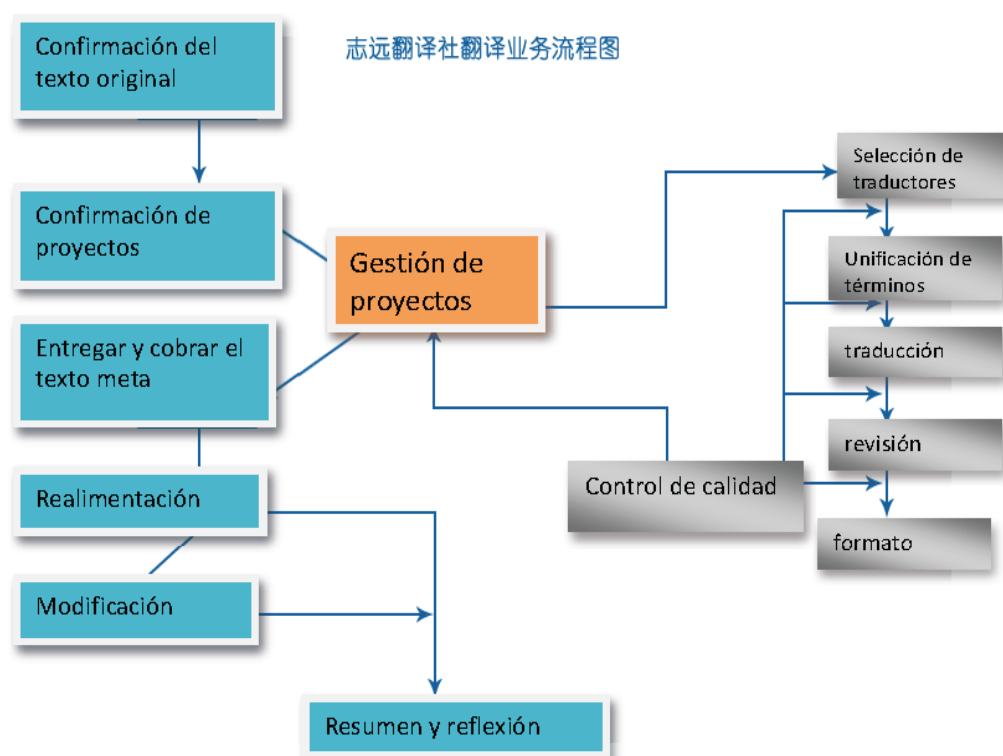 Confirmación del
texto original
志远翻译社翻译业务流程图
Confirmación de
proyectos
Gestión de
proyectos
Entregar y cobrar el
texto meta
Realimentación
Modificación
Resumen y reflexión
Selección de
traductores
Unificación de
términos
traducción
revisión
Control de calidad
formato